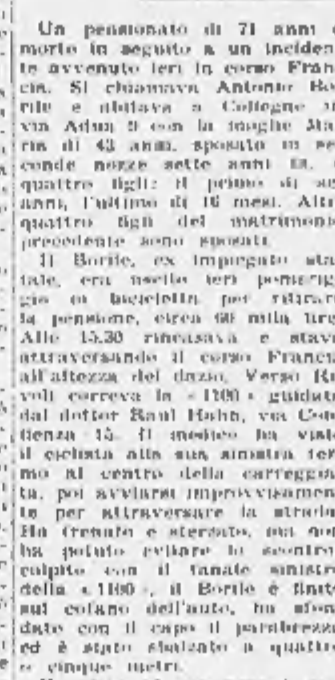 Un pensionato di 71 anni è
morto in seguito a un inciden-
te avvenuto ieri in corso Fran-
cia. Si chiamava Antonio Bo-
rile e abitava a Collegno in
via Adua 9 con la moglie Ma-
ria di 43 anni, sposata in se-
conde nozze sette anni fa.
quattro figli: il primo di
anni, l'ultimo di 16 mesi. Altri
quattro figli del matrimonio
precedente sono sposati.
Il Borile, ex impiegato sta-
tale, era uscito ieri pomerig-
gio in bicicletta per ritirare
la pensione, circa 60 mila lire.
Alle 15.30 rincasava e stava
attraversando il corso Francia
all'altezza del dazio. Verso Ri-
voli correva la « 1100 » guidata
dal dottor Raul Hahn, via
15. Il medico ha visto
il ciclista alla sua sinistra fer-
mo al centro della carreggia-
ta, poi avviarsi improvvisamen-
te per attraversare la strada.
Ha frenato e sterzato, ma non
ha potuto evitare lo scontro:
colpito con il fanale sinistro
della « 1100 », il Borile è finito
sul cofano dell'auto, ha sfon-
dato con il capo il parabrezza
ed è stato sbalzato a quattro
o cinque metri.